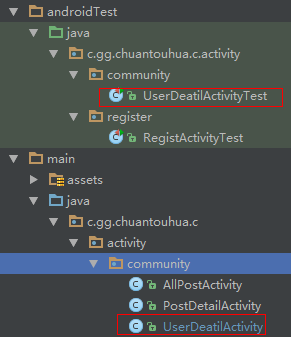 androidTest
java
c.gg.chuantouhua.c.activity
community
UserDeatilActivityTest
register
RegistActivityTest
main
assets
java
c.gg.chuantouhua.c
activity
community
AllPostActivity
PostDetailActivity
UserDeatilActivity